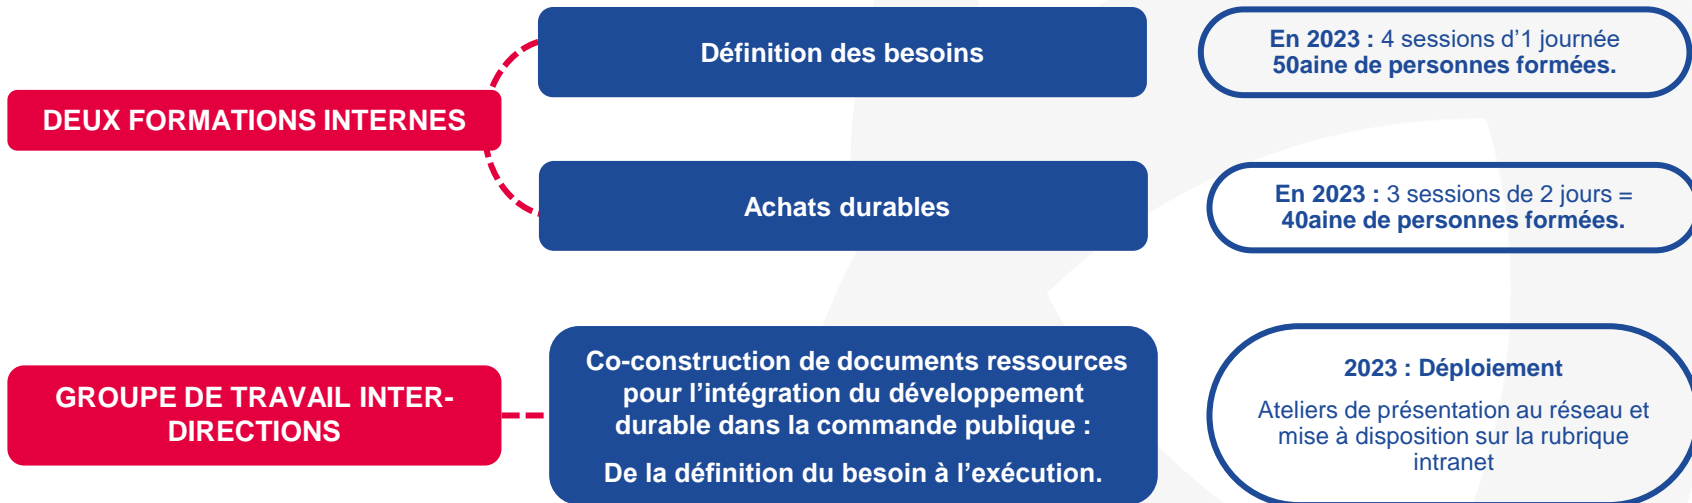 DEUX FORMATIONS INTERNES
Définition des besoins
En 2023 : 4 sessions d’1 journée
50aine de personnes formées.
Achats durables
En 2023 : 3 sessions de 2 jours =
40aine de personnes formées.
GROUPE DE TRAVAIL INTER-
DIRECTIONS
Co-construction de documents ressources
pour l’intégration du développement
durable dans la commande publique :
De la définition du besoin à l’exécution.
2023 : Déploiement
Ateliers de présentation au réseau et
mise à disposition sur la rubrique
intranet